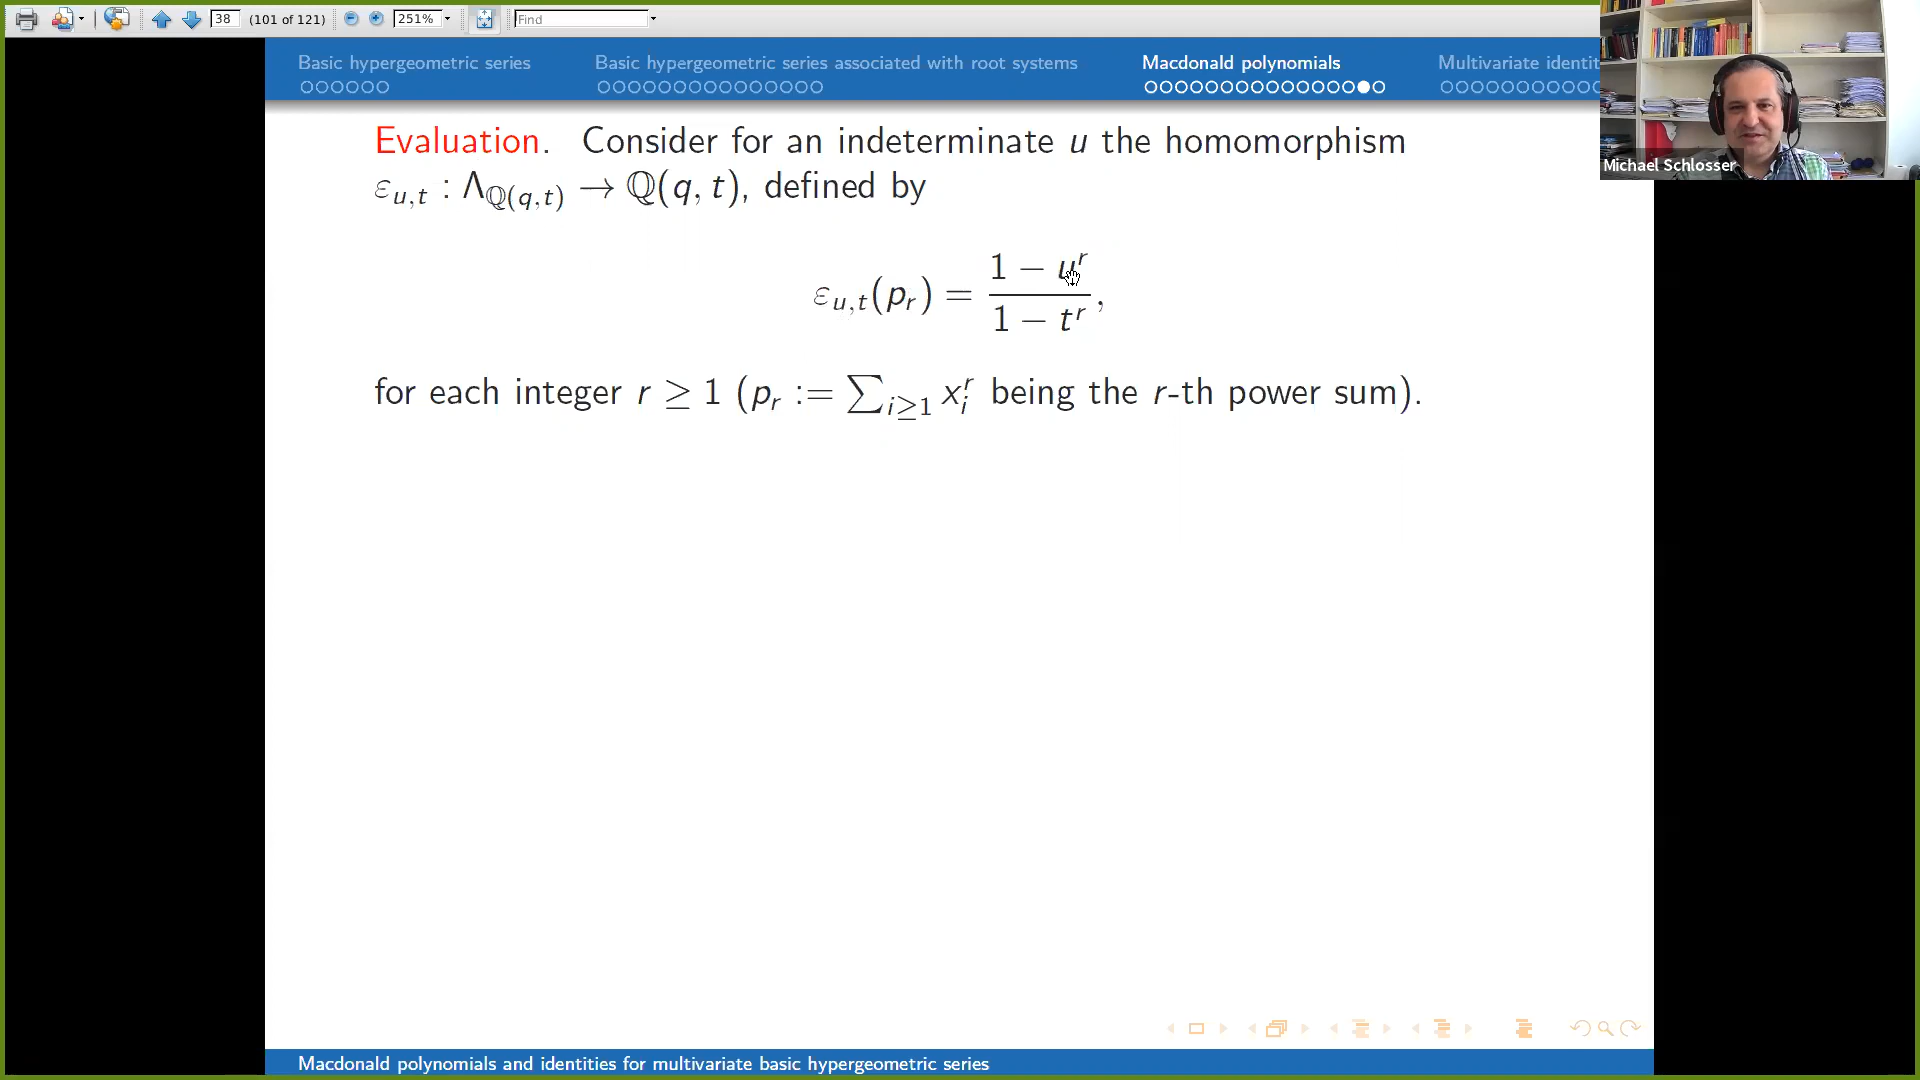 38 (101 of 121) 251% Find
Basic hypergeometric series Basic hypergeometric series associated with root systems Macdonald polynomials Multivariate identit
Michael Schlosser
Evaluation. Consider for an indeterminate u the homomorphism
ε_{u,t} : Λ_{ℚ(q,t)} → ℚ(q, t), defined by
ε_{u,t}(p_r) = \frac{1 − u^r}{1 − t^r},
for each integer r ≥ 1 (p_r := ∑_{i≥1} x_i^r being the r-th power sum).
Macdonald polynomials and identities for multivariate basic hypergeometric series